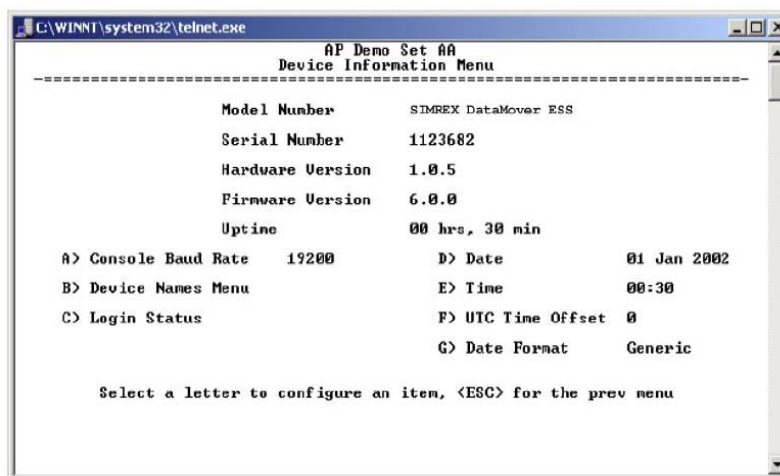 C:\WINNT\system32\telnet.exe
AP Demo Set AA
Device Information Menu
Model Number SIMREX DataMover ESS
Serial Number 1123682
Hardware Version 1.0.5
Firmware Version 6.0.0
Uptime 00 hrs, 30 min
A) Console Baud Rate 19200 D) Date 01 Jan 2002
B) Device Names Menu E) Time 00:30
C) Login Status F) UTC Time Offset 0
G) Date Format Generic
Select a letter to configure an item, <ESC> for the prev menu